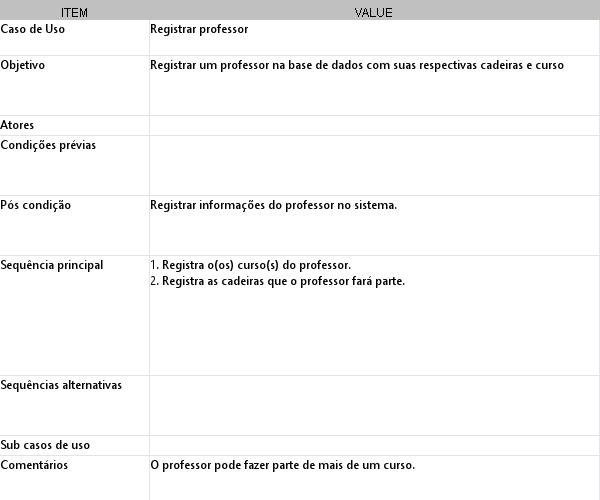 ITEM VALUE
Caso de Uso Registrar professor
Objetivo Registrar um professor na base de dados com suas respectivas cadeiras e curso
Atores
Condições prévias
Pós condição Registrar informações do professor no sistema.
Sequência principal 1. Registra o(os) curso(s) do professor.
2. Registra as cadeiras que o professor fará parte.
Sequências alternativas
Sub casos de uso
Comentários O professor pode fazer parte de mais de um curso.